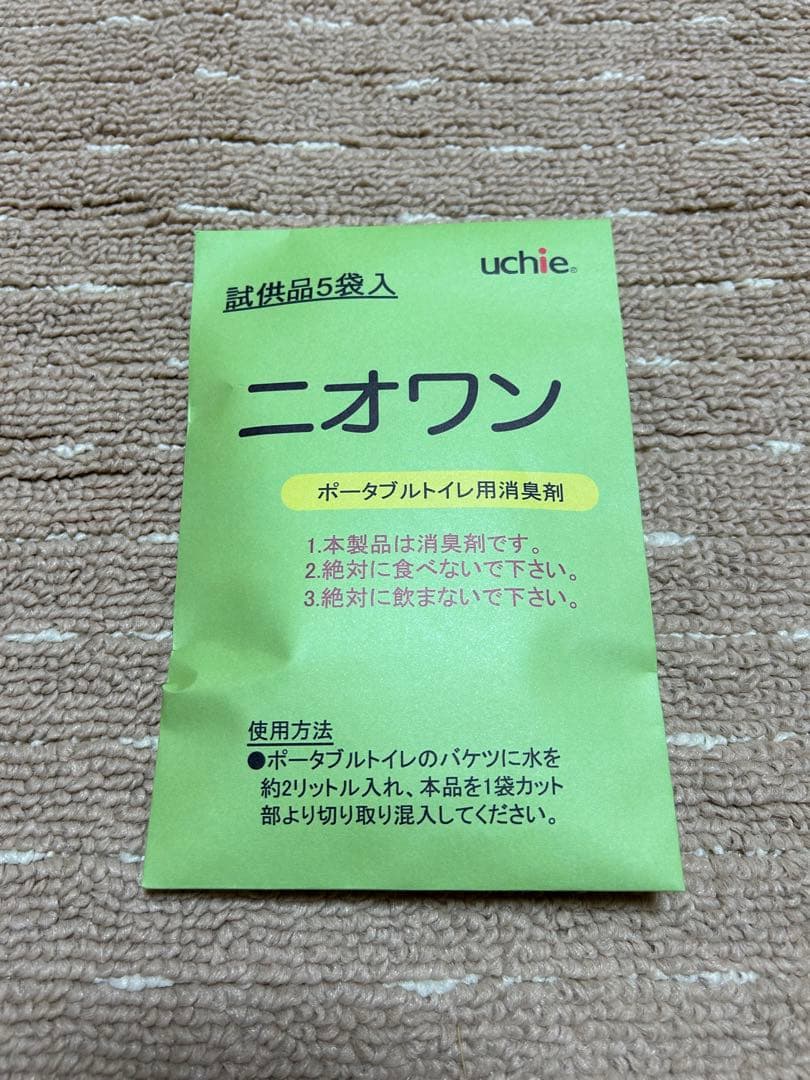 uchie®
試供品5袋入
ニオワン
ポータブルトイレ用消臭剤
1.本製品は消臭剤です。
2.絶対に食べないで下さい。
3.絶対に飲まないで下さい。
使用方法
●ポータブルトイレのバケツに水を
約2リットル入れ、本品を1袋カット
部より切り取り混入してください。